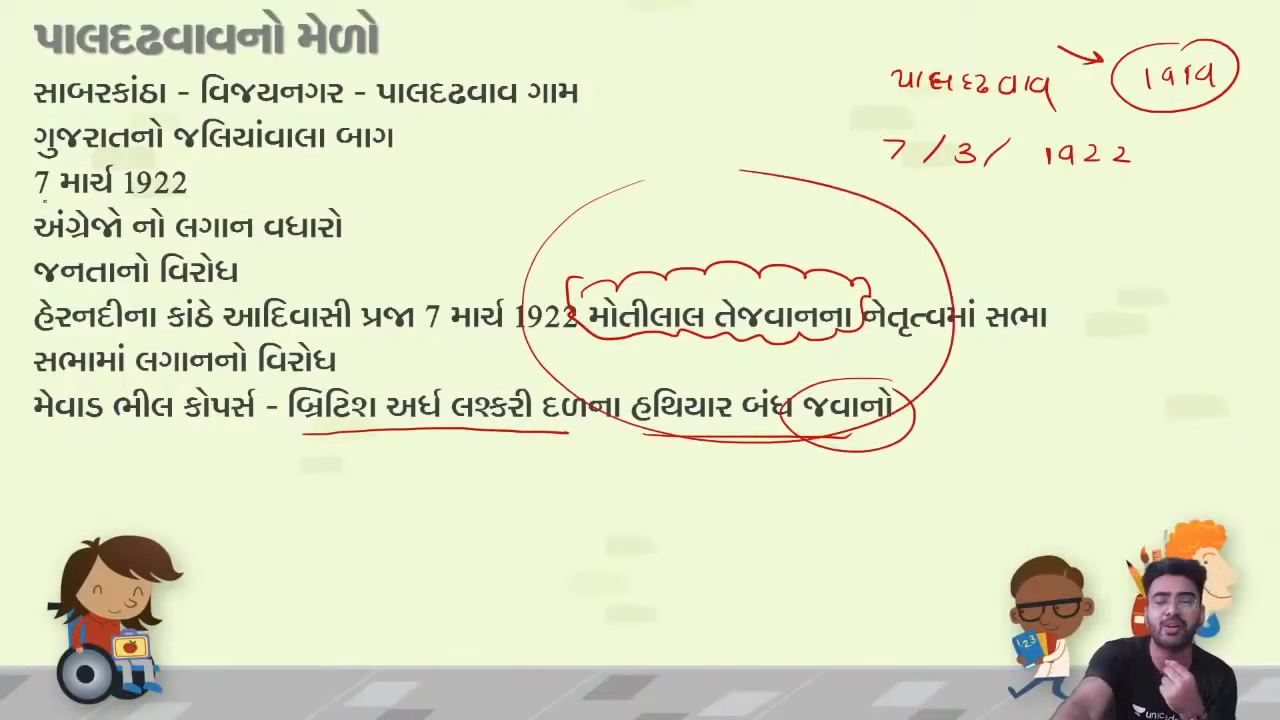 પાલદઢવાવનો મેળો
સાબરકાંઠા - વિજયનગર - પાલદઢવાવ ગામ
ગુજરાતનો જલિયાંવાલા બાગ
7 માર્ચ 1922
અંગ્રેજો નો લગાન વધારો
જનતાનો વિરોધ
હેરનદીના કાંઠે આદિવાસી પ્રજા 7 માર્ચ 1922 મોતીલાલ તેજવાનના નેતૃત્વમાં સભા
સભામાં લગાનનો વિરોધ
મેવાડ ભીલ કોપર્સ - બ્રિટિશ અર્ધ લશ્કરી દળના હથિયાર બંધ જવાનો
પાલદઢવાવ
7/3/ 1922
123